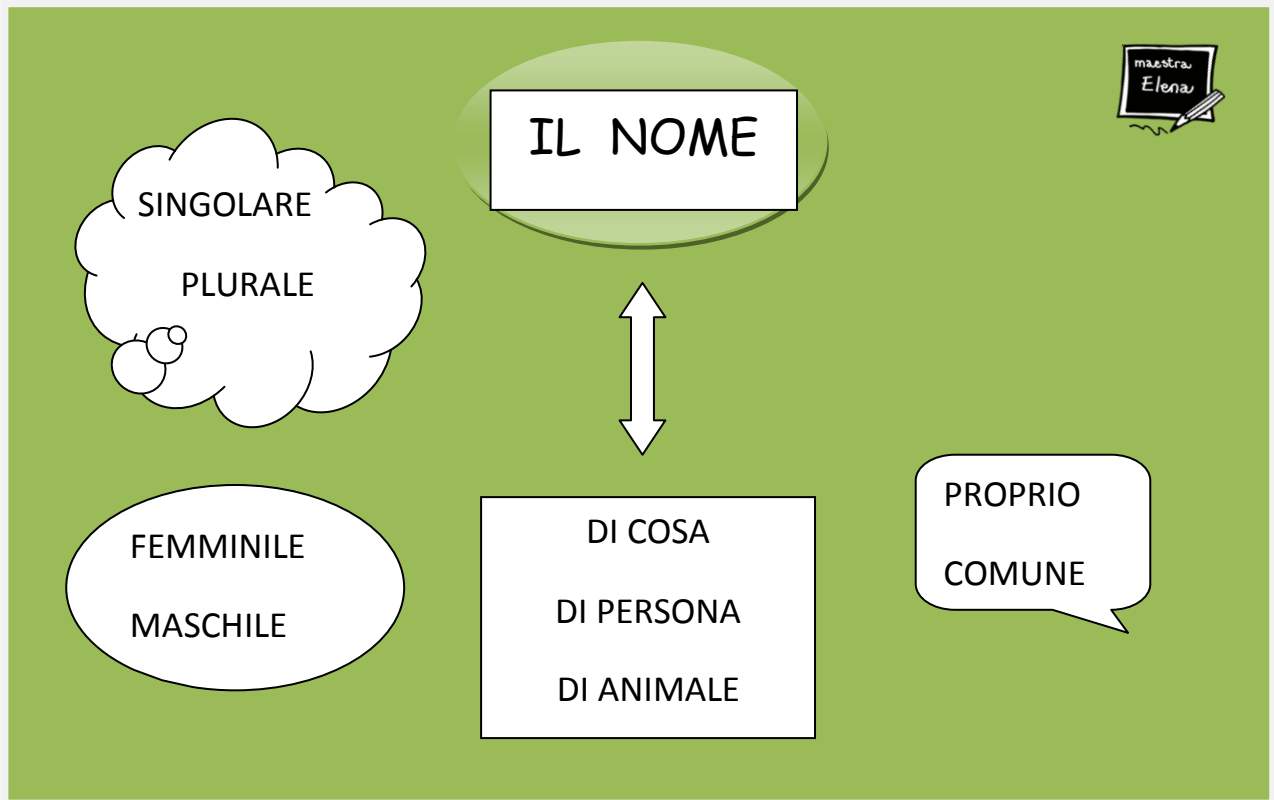 IL NOME
maestra
Elena
SINGOLARE
PLURALE
FEMMINILE
MASCHILE
DI COSA
DI PERSONA
DI ANIMALE
PROPRIO
COMUNE